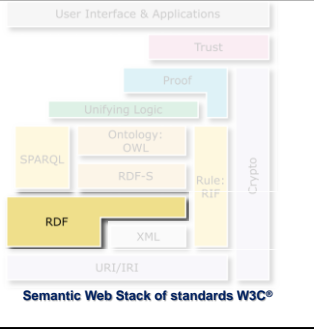 User Interface & Applications
Trust
Proof
Unifying Logic
Ontology:
OWL
SPARQL
RDF-S
Rule:
RIF
Crypto
RDF
XML
URI/IRI
Semantic Web Stack of standards W3C®